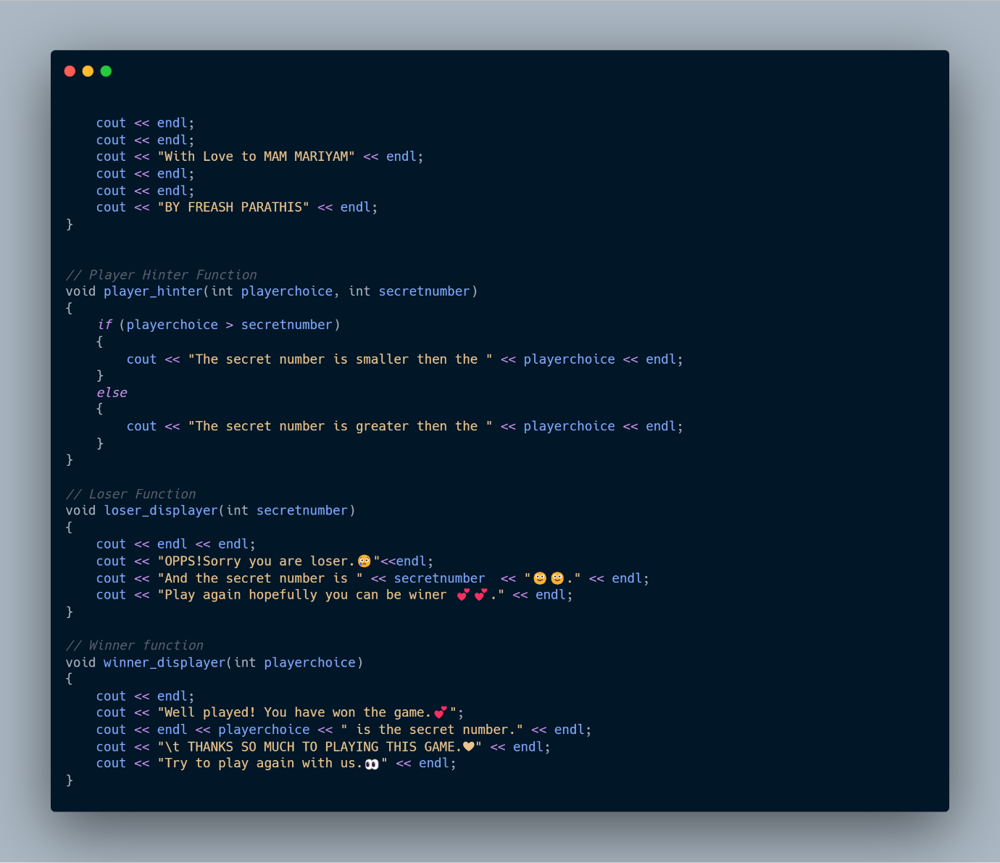 cout << endl;
    cout << endl;
    cout << "With Love to MAM MARIYAM" << endl;
    cout << endl;
    cout << endl;
    cout << "BY FREASH PARATHIS" << endl;
}
// Player Hinter Function
void player_hinter(int playerchoice, int secretnumber)
{
    if (playerchoice > secretnumber)
    {
        cout << "The secret number is smaller then the " << playerchoice << endl;
    }
    else
    {
        cout << "The secret number is greater then the " << playerchoice << endl;
    }
}
// Loser Function
void loser_displayer(int secretnumber)
{
    cout << endl << endl;
    cout << "OPPS!Sorry you are loser.😢"<<endl;
    cout << "And the secret number is " << secretnumber  << "🙂🙂." << endl;
    cout << "Play again hopefully you can be winer 💕💕." << endl;
}
// Winner function
void winner_displayer(int playerchoice)
{
    cout << endl;
    cout << "Well played! You have won the game.💕";
    cout << endl << playerchoice << " is the secret number." << endl;
    cout << "\t THANKS SO MUCH TO PLAYING THIS GAME.❤" << endl;
    cout << "Try to play again with us.👀" << endl;
}